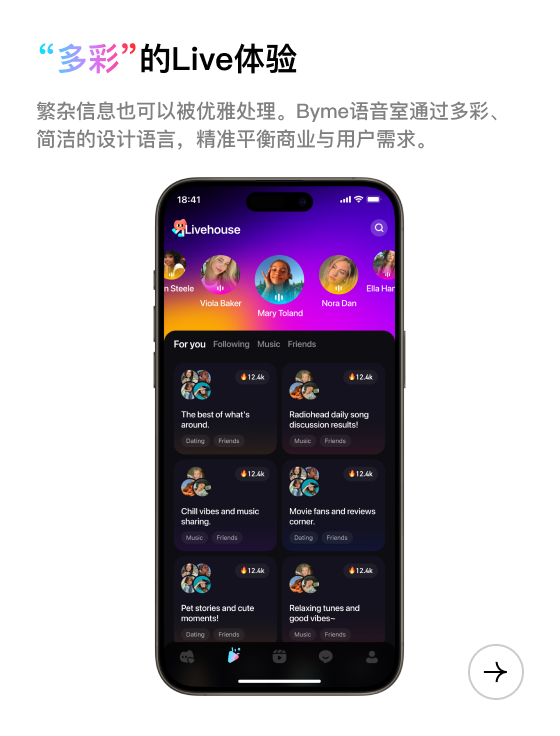 “多彩”的Live体验
繁杂信息也可以被优雅处理。Byme语音室通过多彩、
简洁的设计语言，精准平衡商业与用户需求。
18:41
Livehouse
n Steele
Viola Baker
Mary Toland
Nora Dan
Ella Har
For you Following Music Friends
12.4k
The best of what's
around.
Dating Friends
12.4k
Radiohead daily song
discussion results!
Music Friends
12.4k
Chill vibes and music
sharing.
Music Friends
12.4k
Movie fans and reviews
corner.
Dating Friends
12.4k
Pet stories and cute
moments!
Dating Friends
12.4k
Relaxing tunes and
good vibes~
Music Friends